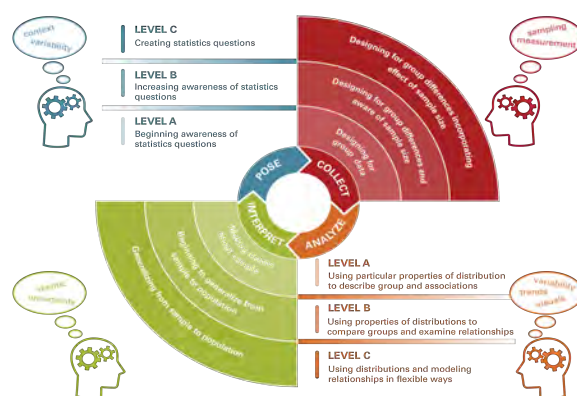 context
variability
LEVEL C
Creating statistics questions
LEVEL B
Increasing awareness of statistics
questions
LEVEL A
Beginning awareness of
statistics questions
sampling
measurement
Designing for group differences incorporating
effect of sample size
Designing for group differences and
aware of sample size
Designing for
group data
POSE
COLLECT
INTERPRET
ANALYZE
Beginning to generalize from
sample to population
Generalizing from sample to population
LEVEL A
Using particular properties of distribution
to describe group and associations
LEVEL B
Using properties of distributions to
compare groups and examine relationships
LEVEL C
Using distributions and modeling
relationships in flexible ways
uncertainty
variability
trends
visuals